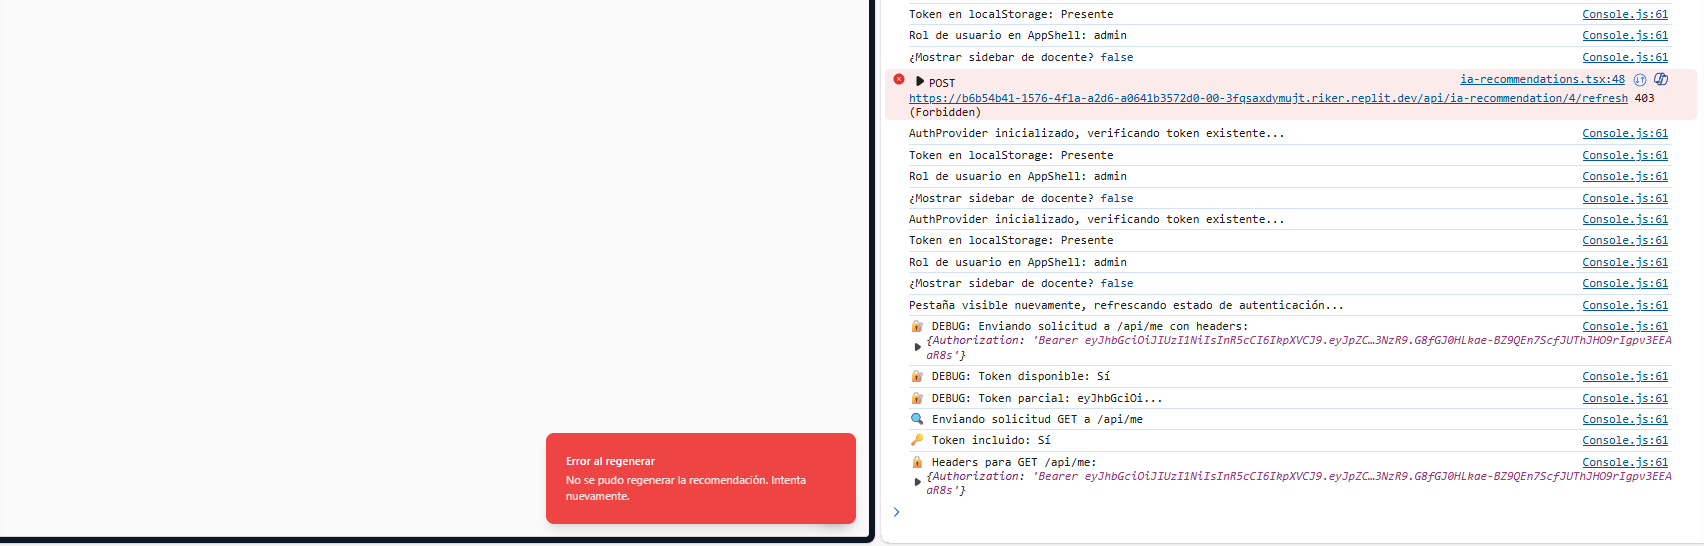 Token en localStorage: Presente Console.js:61
Rol de usuario en AppShell: admin Console.js:61
¿Mostrar sidebar de docente? false Console.js:61
POST ia-recommendations.tsx:48
https://b6b54b41-1576-4f1a-a2d6-a0641b3572d0-00-3fqsaxdymujt.riker.replit.dev/api/ia-recommendation/4/refresh 403
(Forbidden)
AuthProvider inicializado, verificando token existente... Console.js:61
Token en localStorage: Presente Console.js:61
Rol de usuario en AppShell: admin Console.js:61
¿Mostrar sidebar de docente? false Console.js:61
AuthProvider inicializado, verificando token existente... Console.js:61
Token en localStorage: Presente Console.js:61
Rol de usuario en AppShell: admin Console.js:61
¿Mostrar sidebar de docente? false Console.js:61
Pestaña visible nuevamente, refrescando estado de autenticación... Console.js:61
DEBUG: Enviando solicitud a /api/me con headers: Console.js:61
{Authorization: 'Bearer eyJhbGciOiJIUzI1NiIsInR5cCI6IkpXVCJ9.eyJpZC…3NzR9.G8fGJ0HLkae-BZ9QEn7ScfJUThJHO9rIgpv3EEA
aR8s'}
DEBUG: Token disponible: Sí Console.js:61
DEBUG: Token parcial: eyJhbGciOi... Console.js:61
Enviando solicitud GET a /api/me Console.js:61
Token incluido: Sí Console.js:61
Headers para GET /api/me: Console.js:61
{Authorization: 'Bearer eyJhbGciOiJIUzI1NiIsInR5cCI6IkpXVCJ9.eyJpZC…3NzR9.G8fGJ0HLkae-BZ9QEn7ScfJUThJHO9rIgpv3EEA
aR8s'}
Error al regenerar
No se pudo regenerar la recomendación. Intenta
nuevamente.